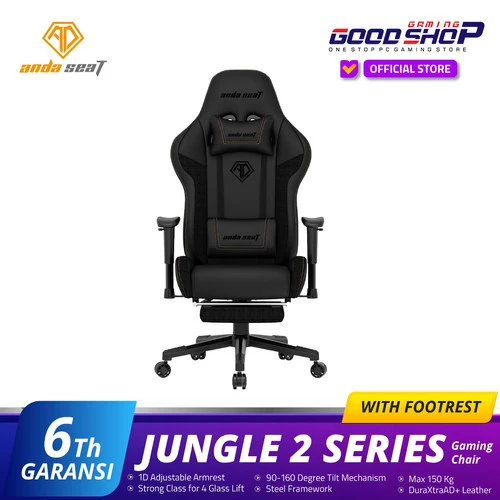 anda seaT
GAMING
GOOD SHOP
ONE STOP PC GAMING STORE
OFFICIAL STORE
anda seaT
anda seaT
anda seaT
WITH FOOTREST
6Th
GARANSI
JUNGLE 2 SERIES
Gaming
Chair
• 1D Adjustable Armrest
• 90-160 Degree Tilt Mechanism
• Max 150 Kg
• Strong Class for 4 Glass Lift
• Steel Framework
• DuraXtraAD+ Leather